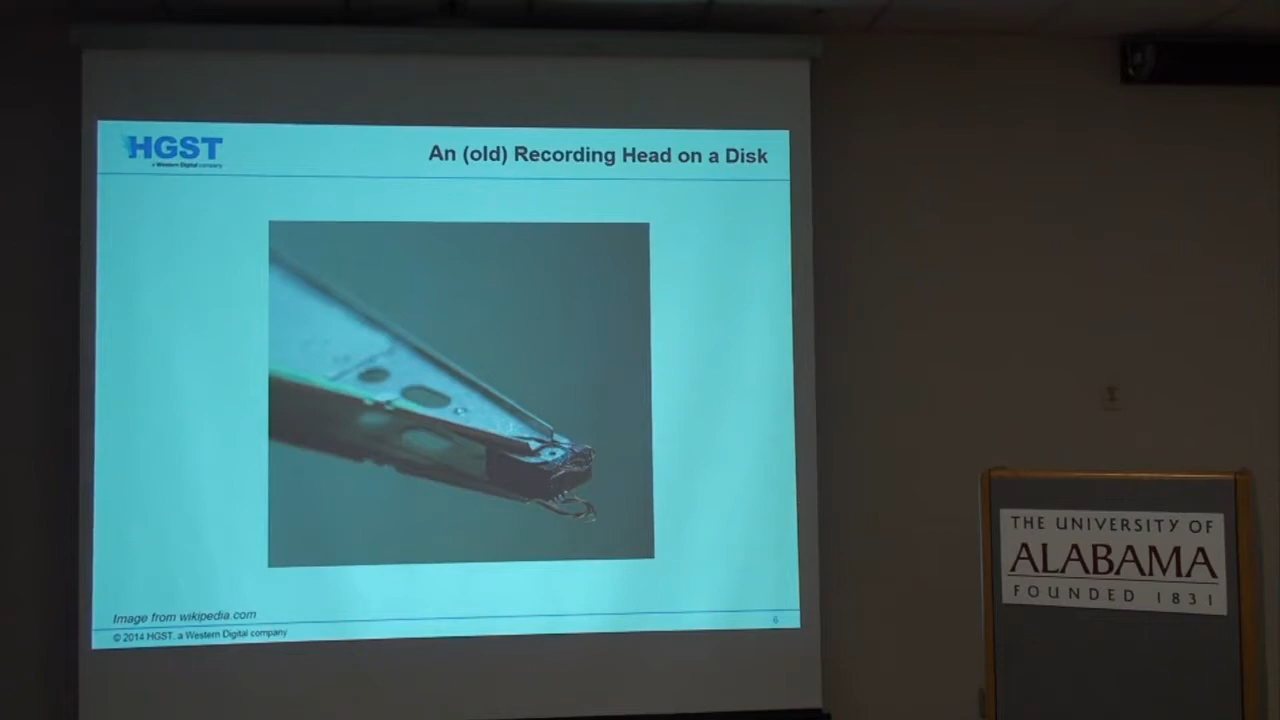 HGST
a Western Digital company
An (old) Recording Head on a Disk
Image from wikipedia.com
© 2014 HGST, a Western Digital company
6
THE UNIVERSITY OF
ALABAMA
FOUNDED 1831